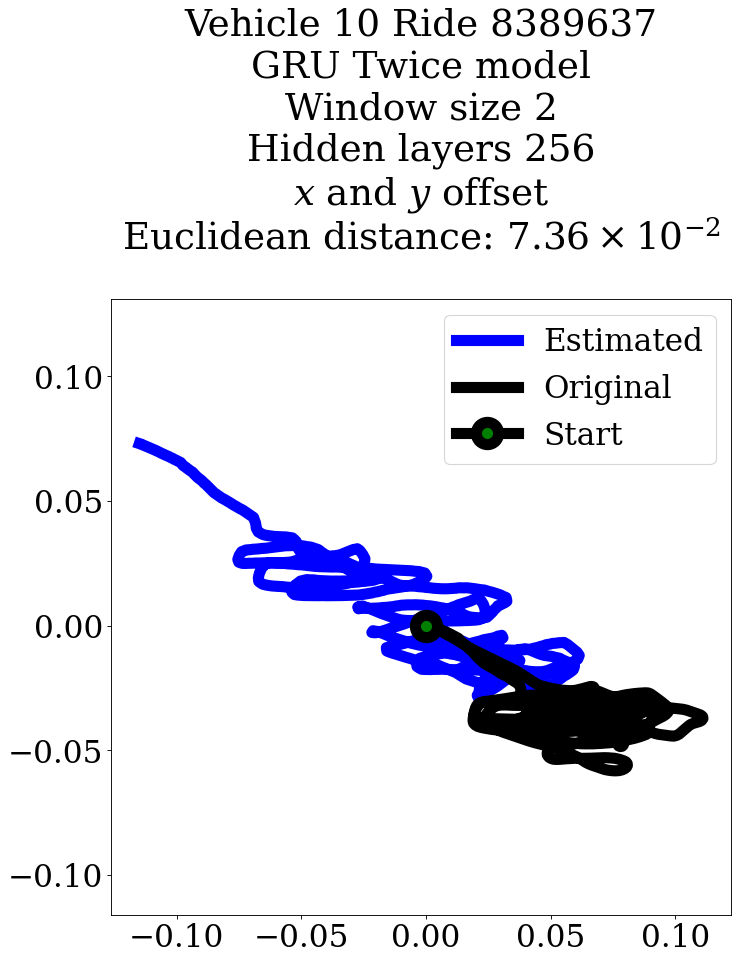 Vehicle 10 Ride 8389637
GRU Twice model
Window size 2
Hidden layers 256
x and y offset
Euclidean distance: 7.36 × 10⁻²
Estimated
Original
Start
0.10
0.05
0.00
−0.05
−0.10
−0.10 −0.05 0.00 0.05 0.10